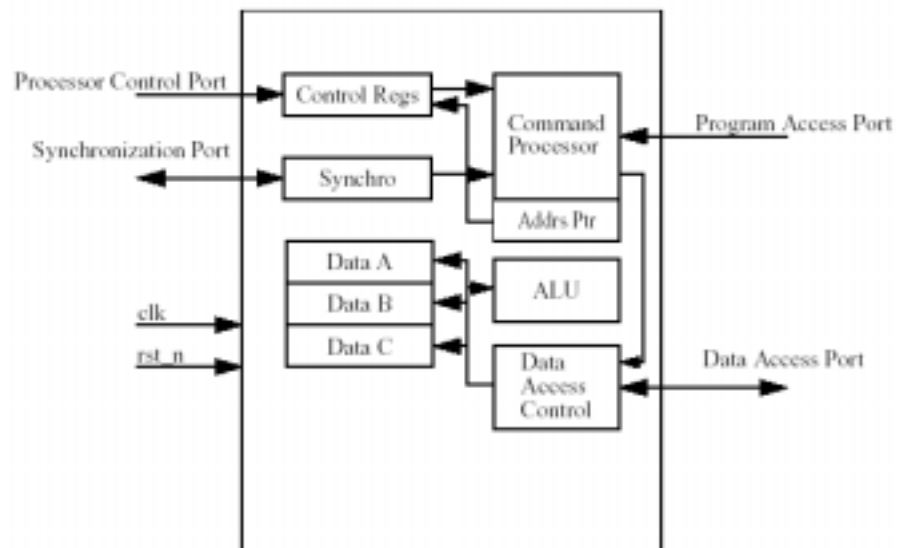 Processor Control Port
Control Regs
Command
Processor
Program Access Port
Synchronization Port
Synchro
Addrs Ptr
Data A
Data B
Data C
ALU
clk
rst_n
Data
Access
Control
Data Access Port